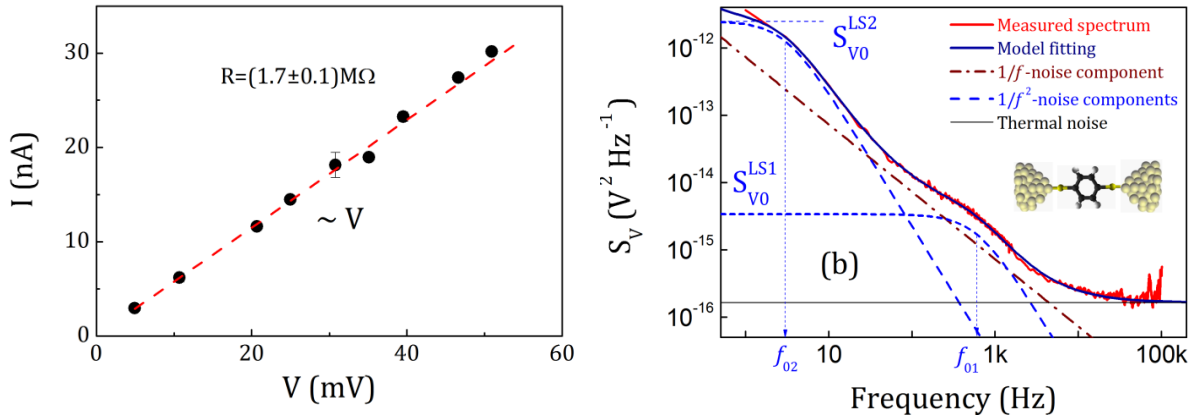 30
20
10
0
0
20
40
60
I (nA)
V (mV)
R=(1.7±0.1)MΩ
~ V
10⁻¹²
10⁻¹³
10⁻¹⁴
10⁻¹⁵
10⁻¹⁶
S_V (V² Hz⁻¹)
S_V0^LS2
S_V0^LS1
Measured spectrum
Model fitting
1/f-noise component
1/f²-noise components
Thermal noise
(b)
f₀₂
10
f₀₁
1k
100k
Frequency (Hz)